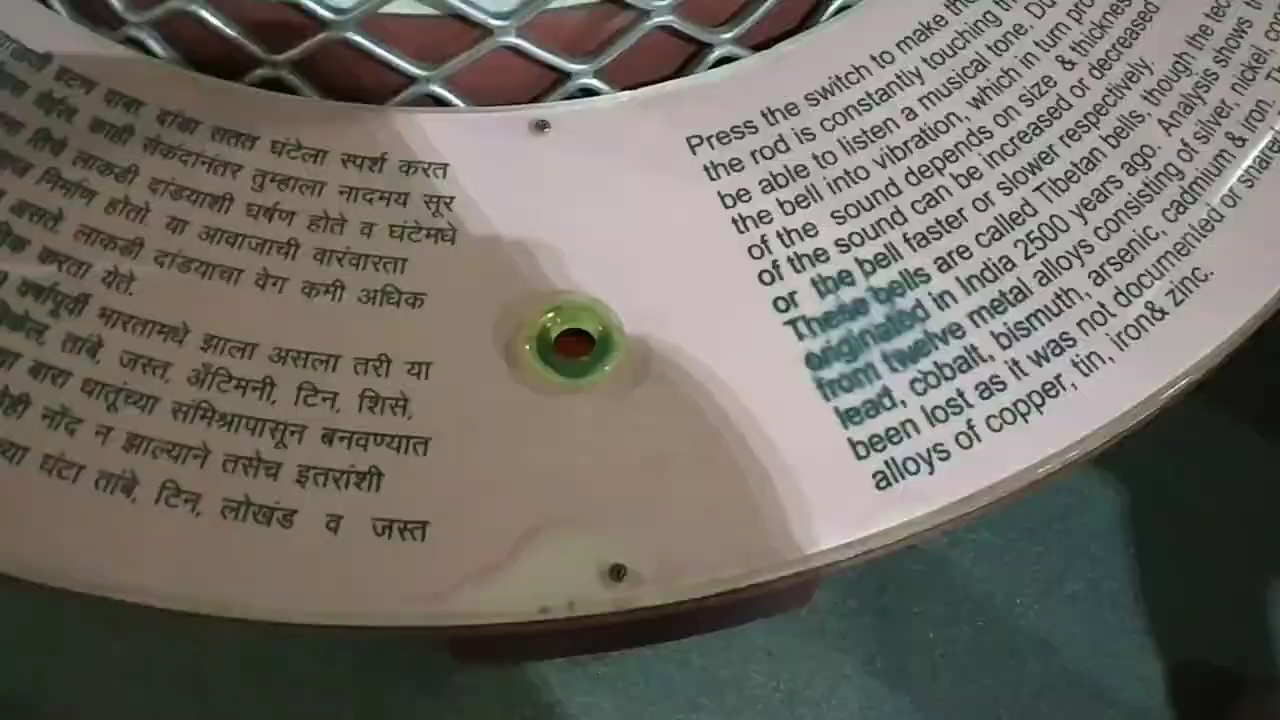 बटण दाबा. दांडा सतत घंटेला स्पर्श करत
काही सेकंदांनंतर तुम्हाला नादमय सूर
तिथे लाकडी दांड्याशी घर्षण होते व घंटेमधे
निर्माण होतो. या आवाजाची वारंवारता
असते. लाकडी दांडयाचा वेग कमी अधिक
करता येते.
वर्षापूर्वी भारतामधे झाला असला तरी या
तांबे, जस्त, अँटिमनी, टिन, शिसे,
बारा धातूंच्या संमिश्रापासून बनवण्यात
नोंद न झाल्याने तसेच इतरांशी
घंटा तांबे, टिन, लोखंड व जस्त
Press the switch to make the
the rod is constantly touching
be able to listen a musical tone.
the bell into vibration, which in turn
of the sound depends on size & thickness
of the sound can be increased or decreased
or the bell faster or slower respectively.
These bells are called Tibetan bells, though the
originated in India 2500 years ago. Analysis shows
from twelve metal alloys consisting of silver, nickel,
lead, cobalt, bismuth, arsenic, cadmium & iron.
been lost as it was not documented or
alloys of copper, tin, iron& zinc.